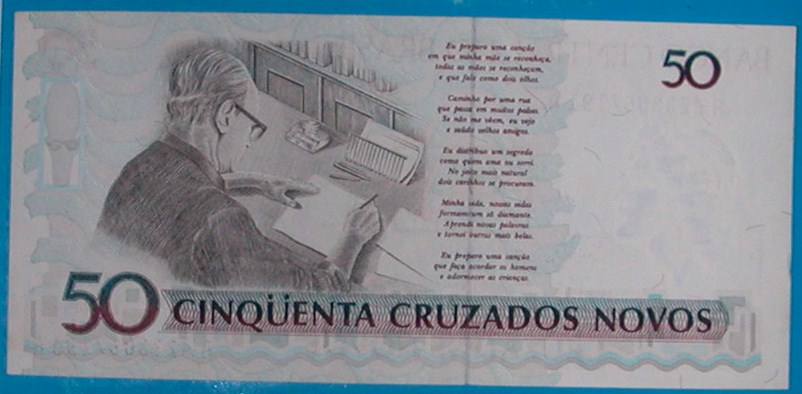 Eu preparo uma canção
em que minha mãe se reconheça,
todas as mães se reconheçam,
e que fale como dois olhos.
Caminho por uma rua
que passa em muitos países.
Se não me vêem, eu vejo
e saúdo velhos amigos.
Eu distribuo um segredo
como quem ama ou sorri.
No jeito mais natural
dois carinhos se procuram.
Minha vida, nossas vidas
formam um só diamante.
Aprendi novas palavras
e tornei outras mais belas.
Eu preparo uma canção
que faça acordar os homens
e adormecer as crianças.
50
50 CINQÜENTA CRUZADOS NOVOS